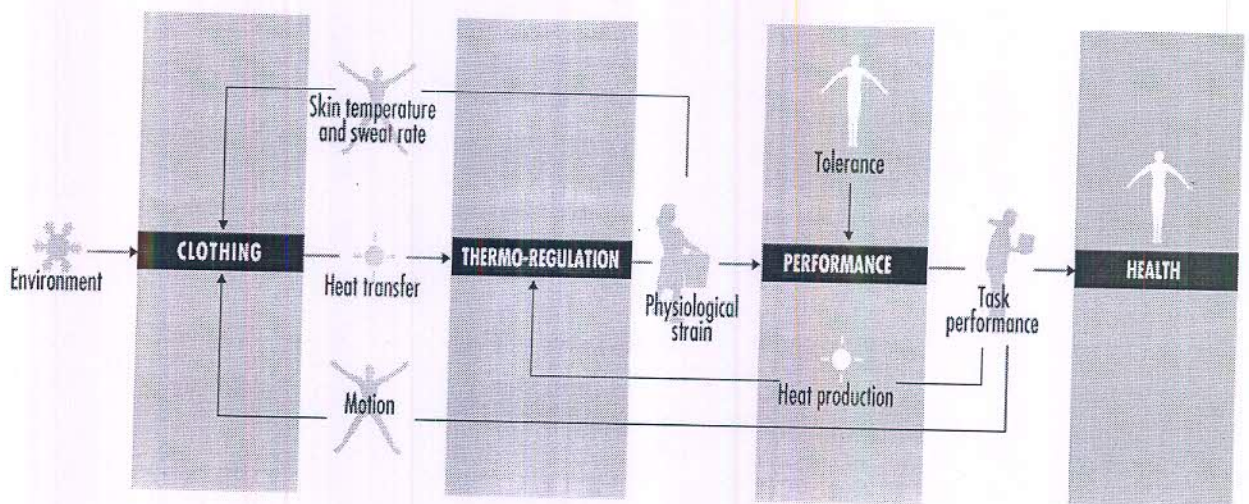 Skin temperature
and sweat rate
Tolerance
Environment
CLOTHING
Heat transfer
THERMO-REGULATION
Physiological
strain
PERFORMANCE
Task
performance
HEALTH
Motion
Heat production